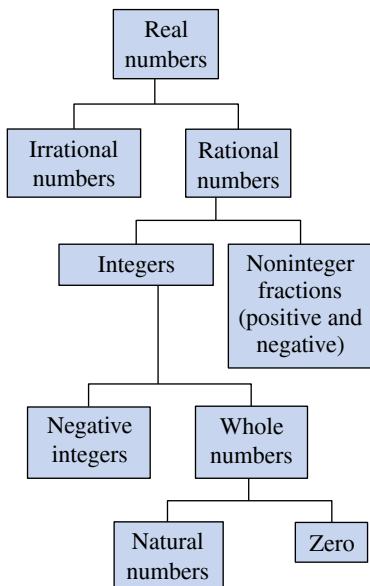 Real
numbers
Irrational
numbers
Rational
numbers
Integers
Noninteger
fractions
(positive and
negative)
Negative
integers
Whole
numbers
Natural
numbers
Zero